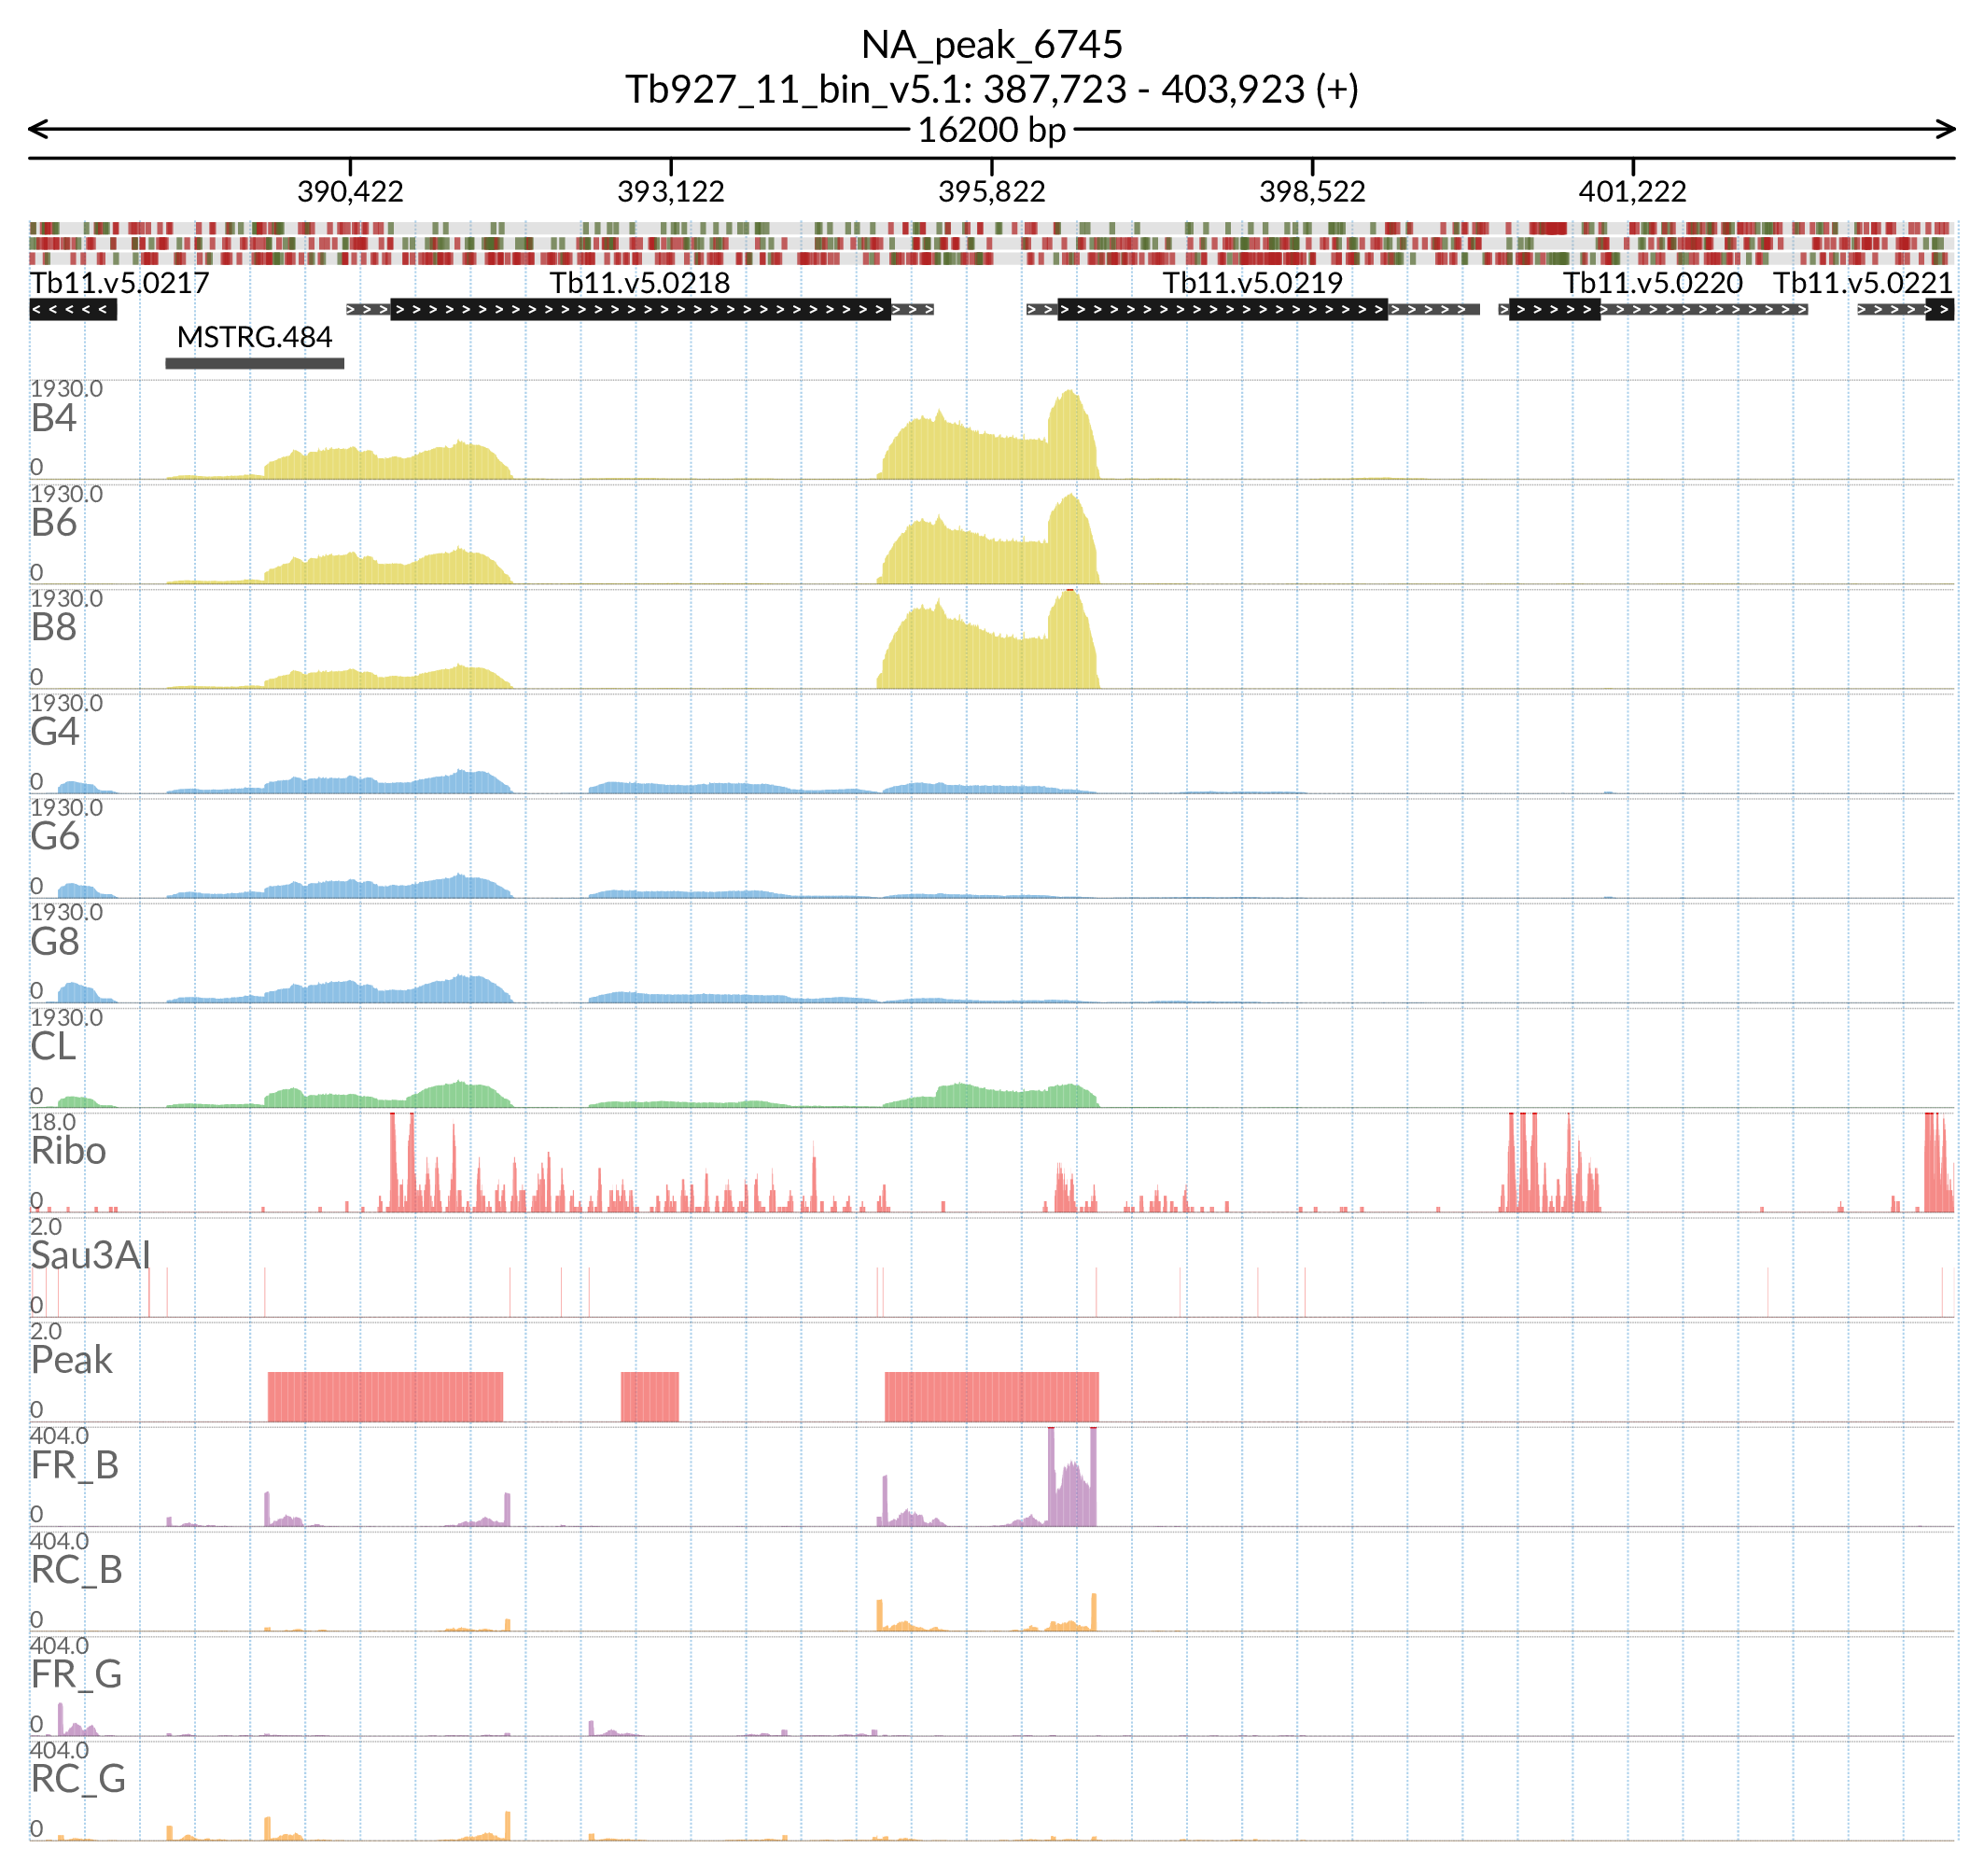 NA_peak_6745
Tb927_11_bin_v5.1: 387,723 - 403,923 (+)
16200 bp
390,422 393,122 395,822 398,522 401,222
Tb11.v5.0217 Tb11.v5.0218 Tb11.v5.0219 Tb11.v5.0220 Tb11.v5.0221
MSTRG.484
1930.0
B4
0
1930.0
B6
0
1930.0
B8
0
1930.0
G4
0
1930.0
G6
0
1930.0
G8
0
1930.0
CL
0
18.0
Ribo
0
2.0
Sau3AI
0
2.0
Peak
0
404.0
FR_B
0
404.0
RC_B
0
404.0
FR_G
0
404.0
RC_G
0